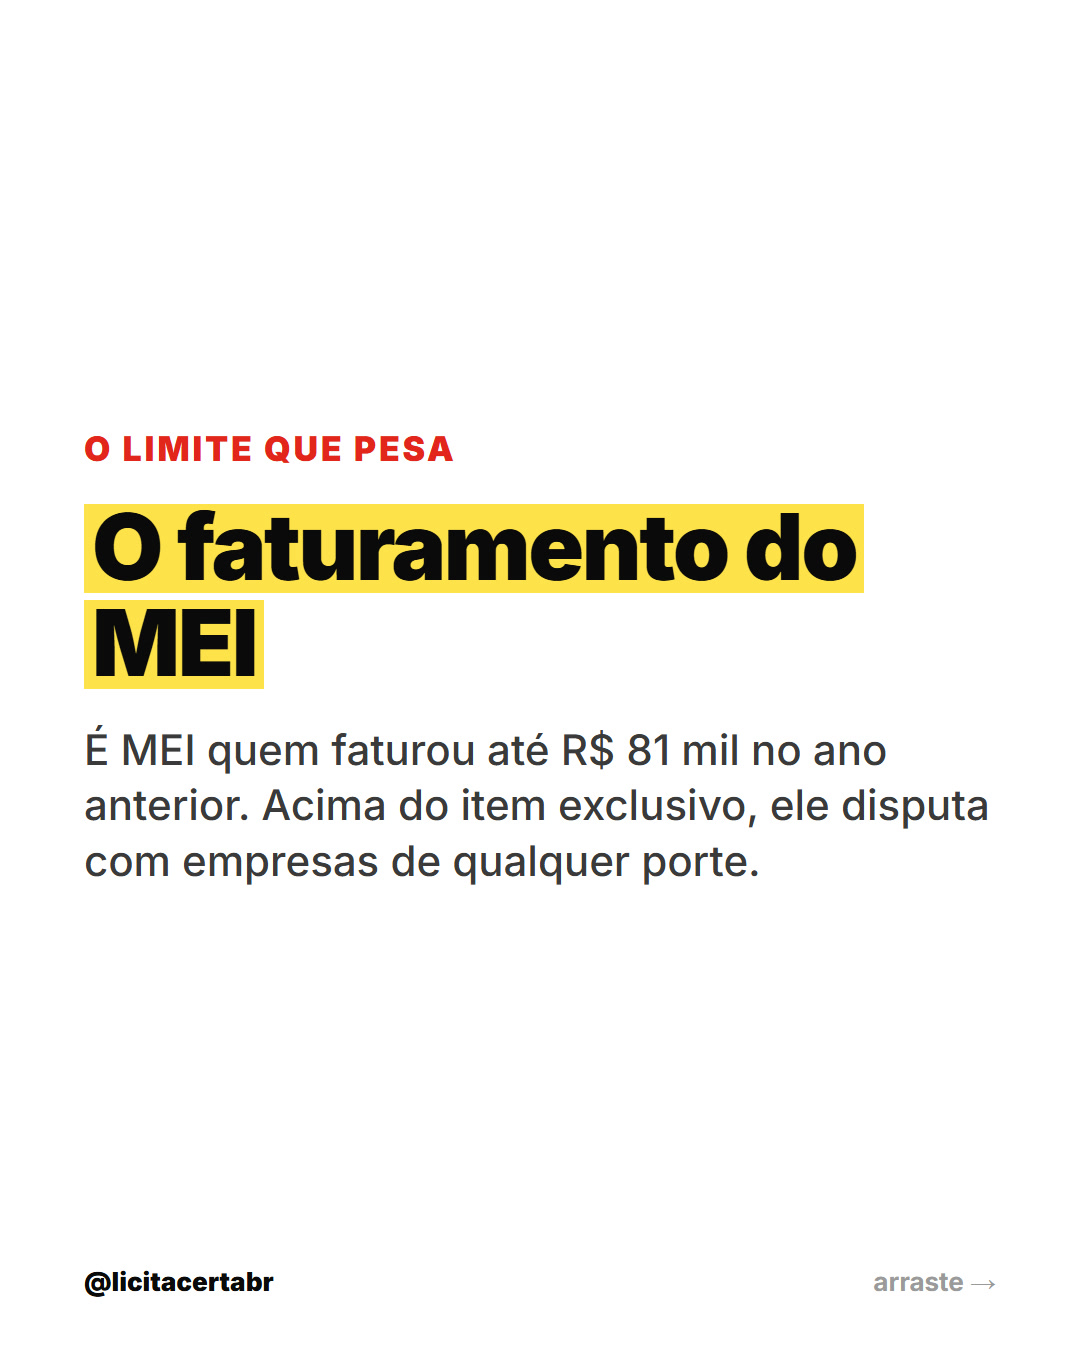 O LIMITE QUE PESA
O faturamento do
MEI
É MEI quem faturou até R$ 81 mil no ano
anterior. Acima do item exclusivo, ele disputa
com empresas de qualquer porte.
@licitacertabr
arraste →